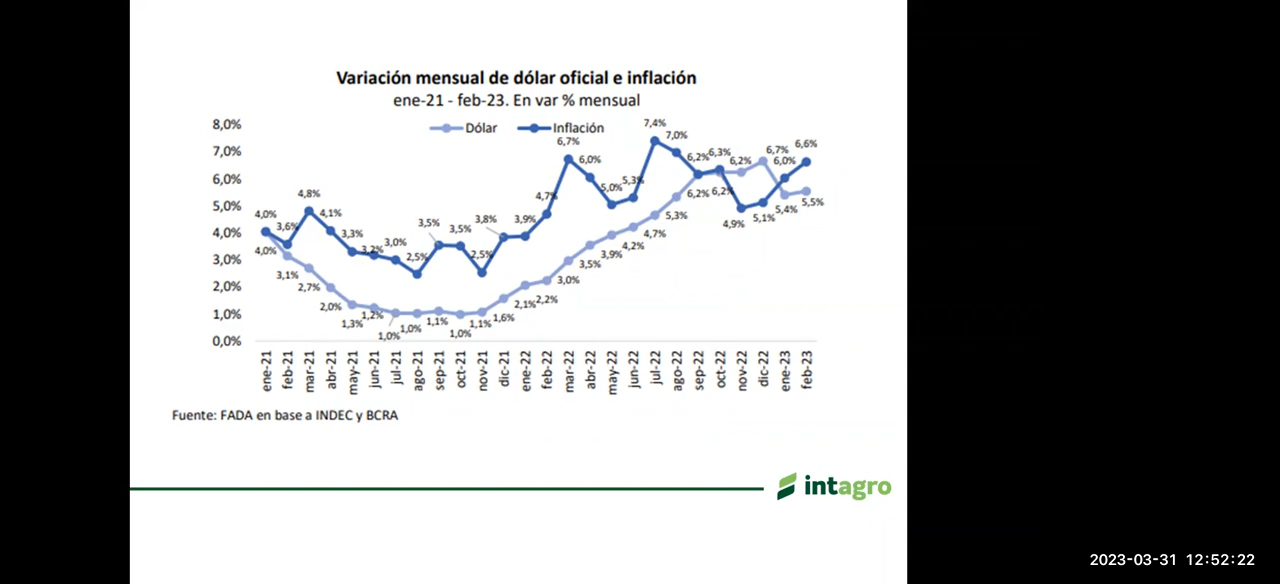 Variación mensual de dólar oficial e inflación
ene-21 - feb-23. En var % mensual
Dólar Inflación
8,0%
7,0%
6,0%
5,0%
4,0%
3,0%
2,0%
1,0%
0,0%
4,0% 3,6% 4,8% 4,1% 3,3% 3,2% 3,0% 2,5% 3,5% 3,5% 2,5% 3,8% 3,9% 4,7% 6,7% 6,0% 5,0% 5,3% 7,4% 7,0% 6,2% 6,3% 4,9% 5,1% 6,0% 6,6%
4,0% 3,1% 2,7% 2,0% 1,3% 1,2% 1,0% 1,0% 1,1% 1,0% 1,1% 1,6% 2,1% 2,2% 3,0% 3,5% 3,9% 4,2% 4,7% 5,3% 6,2% 6,2% 6,2% 6,7% 5,4% 5,5%
ene-21 feb-21 mar-21 abr-21 may-21 jun-21 jul-21 ago-21 sep-21 oct-21 nov-21 dic-21 ene-22 feb-22 mar-22 abr-22 may-22 jun-22 jul-22 ago-22 sep-22 oct-22 nov-22 dic-22 ene-23 feb-23
Fuente: FADA en base a INDEC y BCRA
intagro
2023-03-31 12:52:22